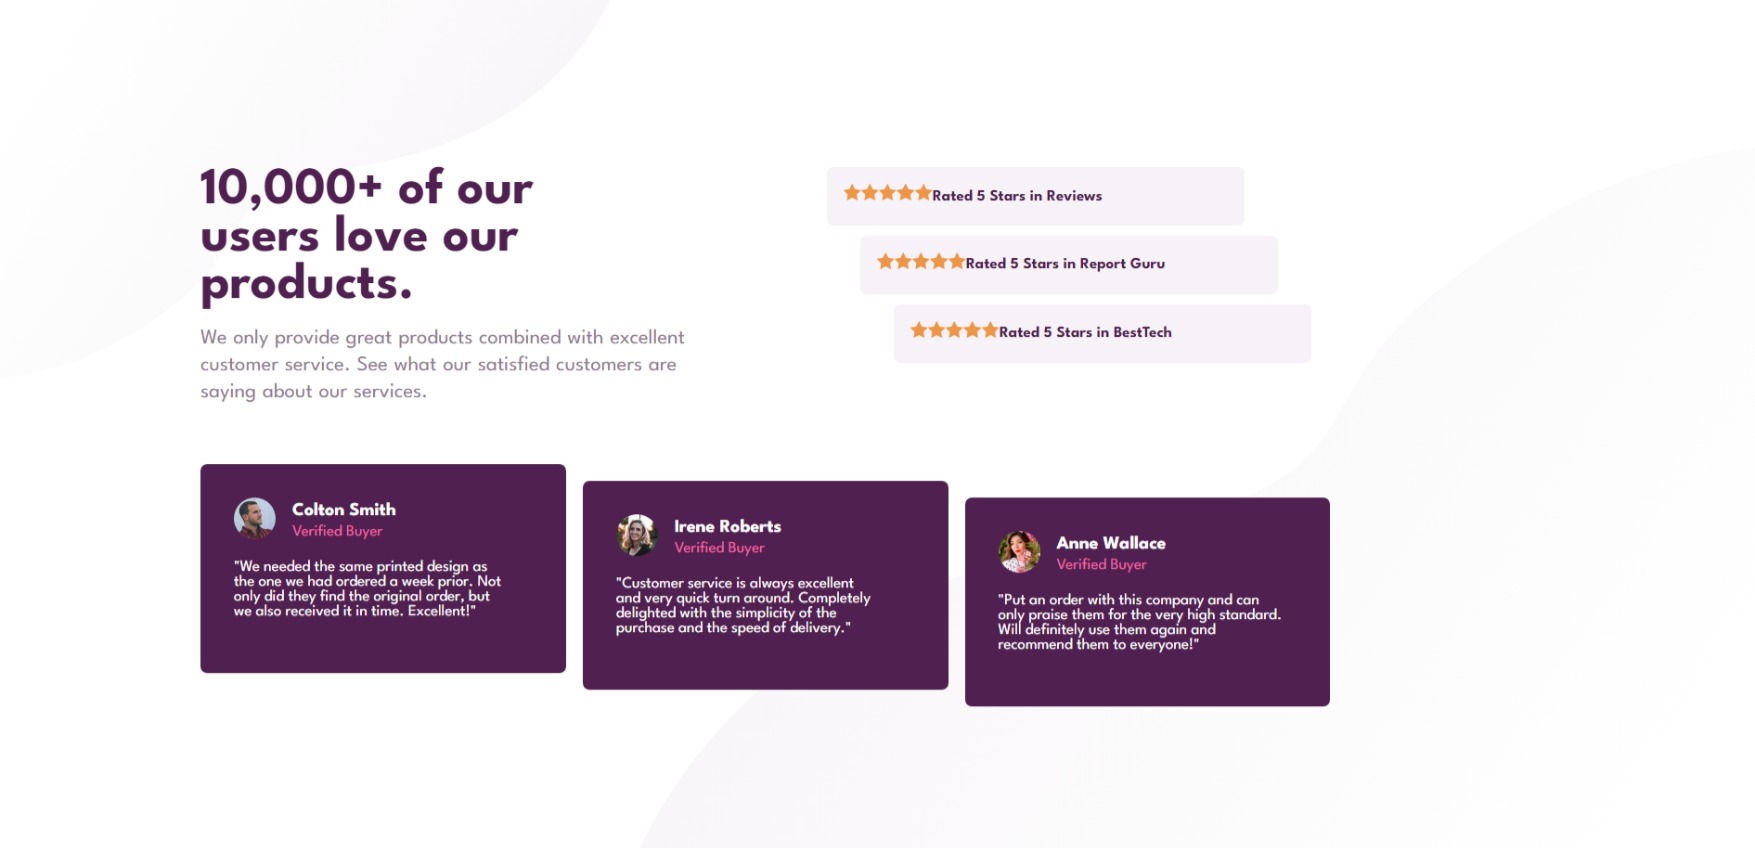 10,000+ of our
users love our
products.
We only provide great products combined with excellent
customer service. See what our satisfied customers are
saying about our services.
Rated 5 Stars in Reviews
Rated 5 Stars in Report Guru
Rated 5 Stars in BestTech
Colton Smith
Verified Buyer
"We needed the same printed design as
the one we had ordered a week prior. Not
only did they find the original order, but
we also received it in time. Excellent!"
Irene Roberts
Verified Buyer
"Customer service is always excellent
and very quick turn around. Completely
delighted with the simplicity of the
purchase and the speed of delivery."
Anne Wallace
Verified Buyer
"Put an order with this company and can
only praise them for the very high standard.
Will definitely use them again and
recommend them to everyone!"